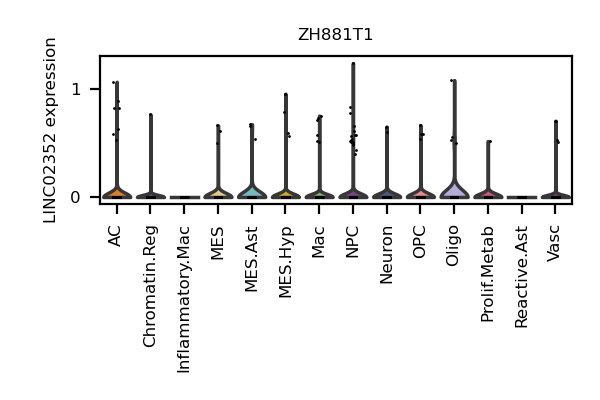 ZH881T1
LINC02352 expression
1
0
AC
Chromatin.Reg
Inflammatory.Mac
MES
MES.Ast
MES.Hyp
Mac
NPC
Neuron
OPC
Oligo
Prolif.Metab
Reactive.Ast
Vasc